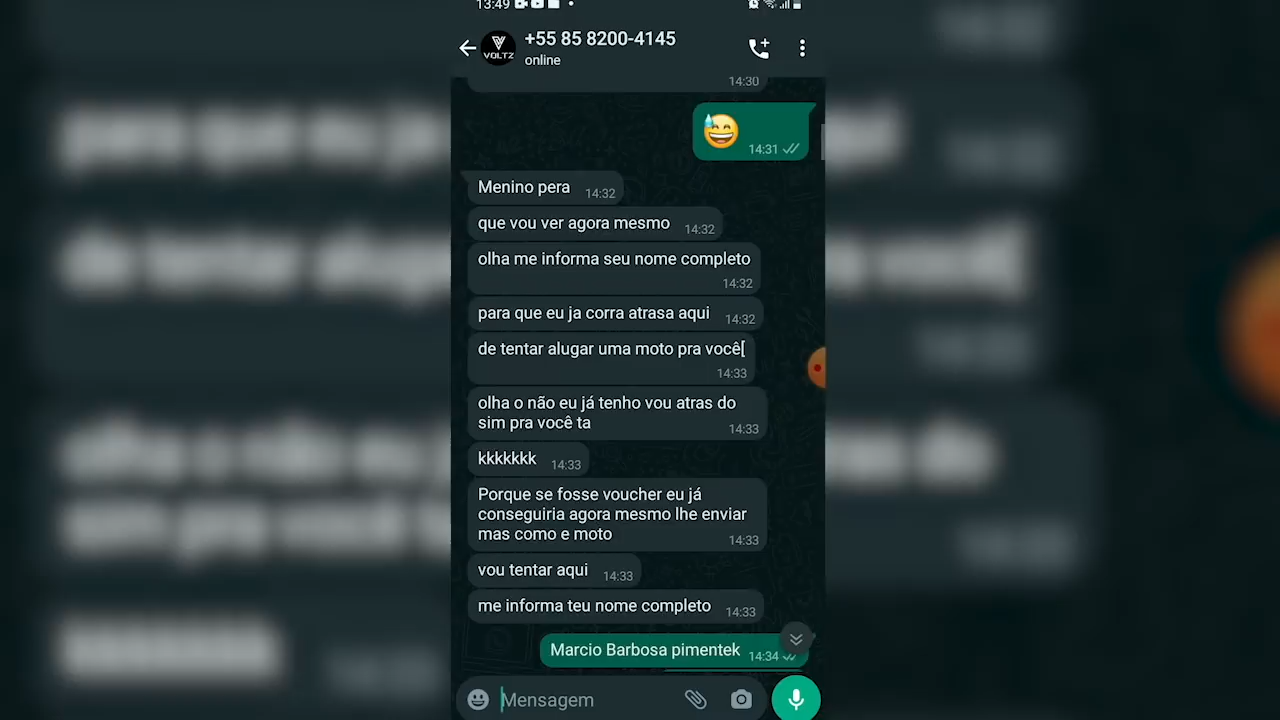 13:49
+55 85 8200-4145
VOLTZ
online
14:30
14:31
Menino pera 14:32
que vou ver agora mesmo 14:32
olha me informa seu nome completo
14:32
para que eu ja corra atrasa aqui 14:32
de tentar alugar uma moto pra você[
14:33
olha o não eu já tenho vou atras do
sim pra você ta 14:33
kkkkkkk 14:33
Porque se fosse voucher eu já
conseguiria agora mesmo lhe enviar
mas como e moto 14:33
vou tentar aqui 14:33
me informa teu nome completo 14:33
Marcio Barbosa pimentek 14:34
Mensagem